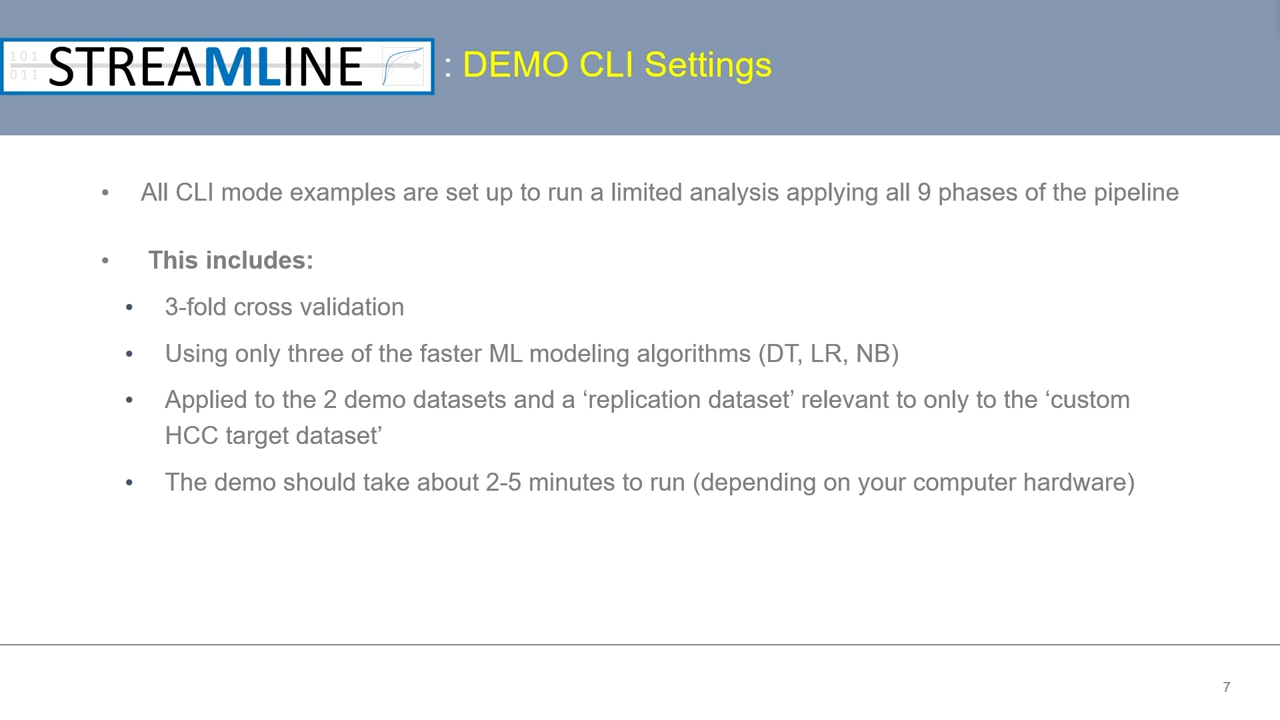 101
011
STREAMLINE : DEMO CLI Settings
• All CLI mode examples are set up to run a limited analysis applying all 9 phases of the pipeline
• This includes:
• 3-fold cross validation
• Using only three of the faster ML modeling algorithms (DT, LR, NB)
• Applied to the 2 demo datasets and a ‘replication dataset’ relevant to only to the ‘custom
HCC target dataset’
• The demo should take about 2-5 minutes to run (depending on your computer hardware)
7